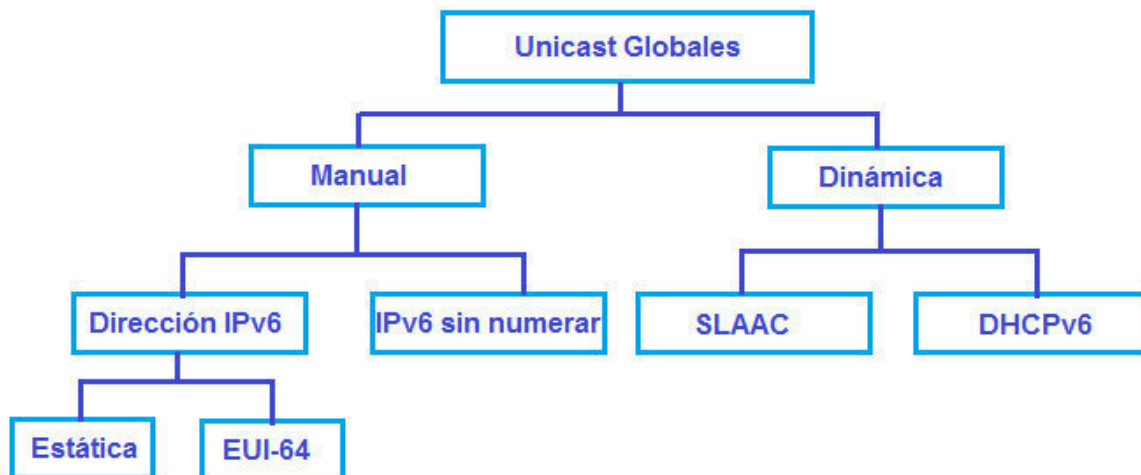 Unicast Globales
Manual
Dinámica
Dirección IPv6
IPv6 sin numerar
SLAAC
DHCPv6
Estática
EUI-64